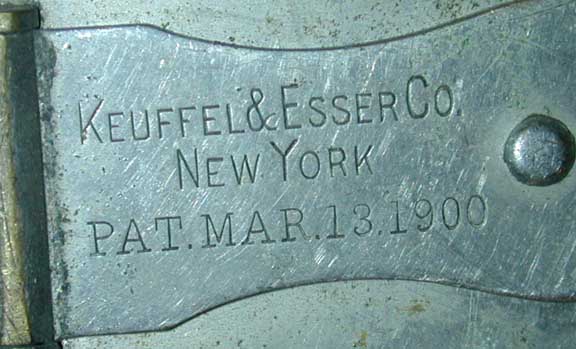 KEUFFEL & ESSER CO.
NEW YORK
PAT. MAR. 13. 1900